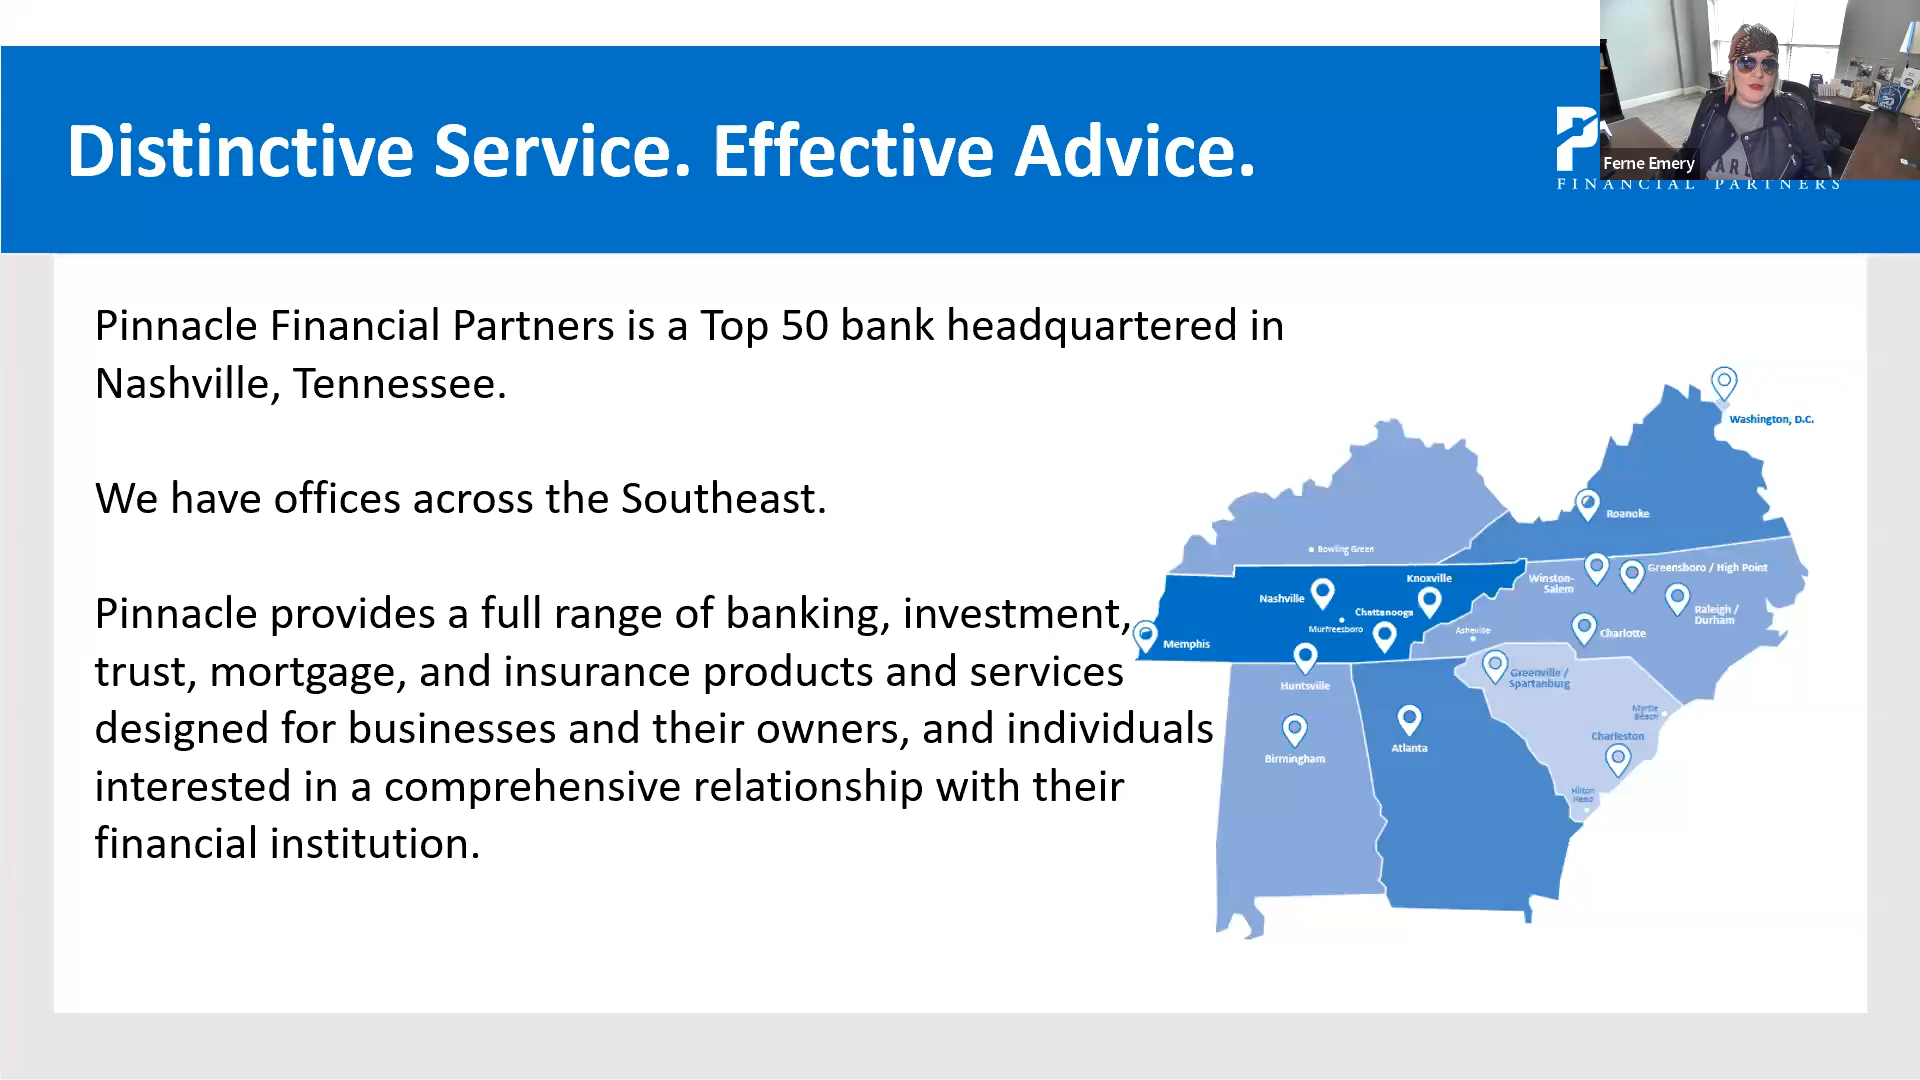 Distinctive Service. Effective Advice.
P
FINANCIAL PARTNERS
Ferne Emery
Pinnacle Financial Partners is a Top 50 bank headquartered in
Nashville, Tennessee.
We have offices across the Southeast.
Pinnacle provides a full range of banking, investment,
trust, mortgage, and insurance products and services
designed for businesses and their owners, and individuals
interested in a comprehensive relationship with their
financial institution.
Washington, D.C.
Roanoke
Bowling Green
Knoxville
Winston-
Salem
Greensboro / High Point
Nashville
Chattanooga
Raleigh /
Durham
Murfreesboro
Asheville
Charlotte
Memphis
Huntsville
Greenville /
Spartanburg
Myrtle
Beach
Charleston
Atlanta
Birmingham
Hilton
Head